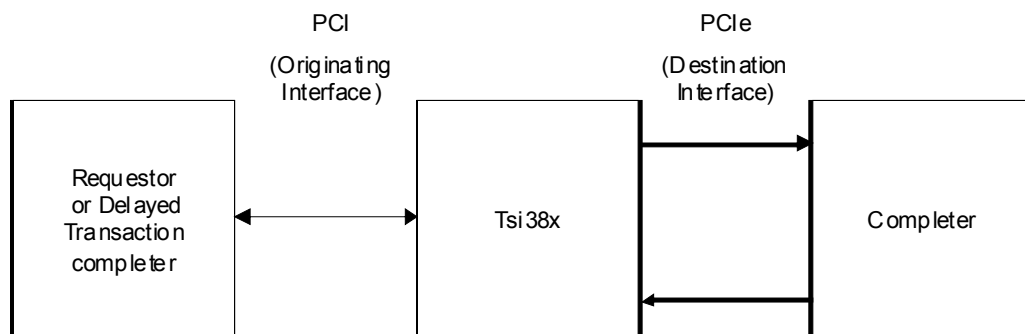 PCI
(Originating
Interface)
PCIe
(Destination
Interface)
Requestor
or Delayed
Transaction
completer
Tsi38x
Completer